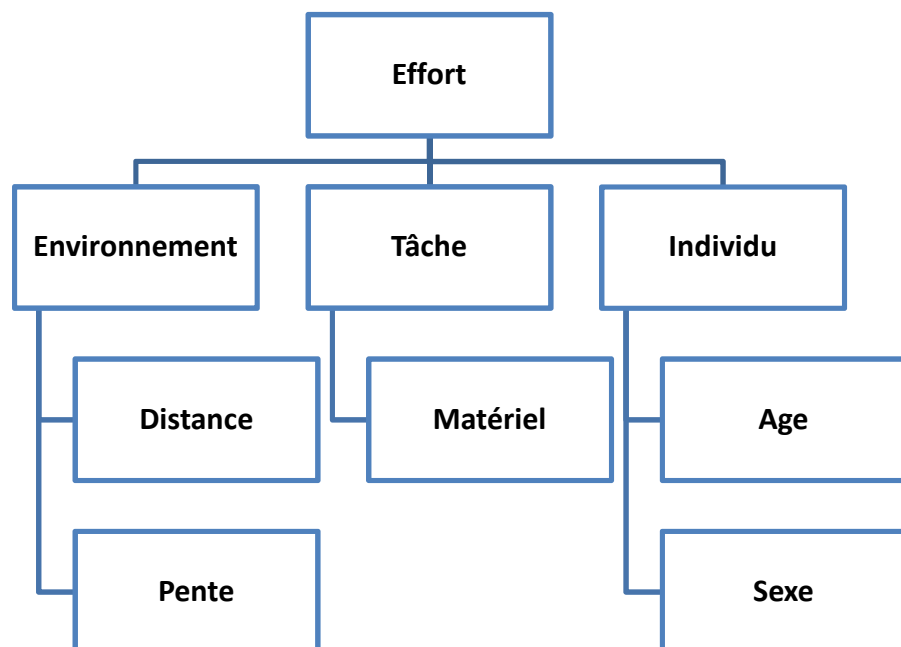 Effort
Environnement
Tâche
Individu
Distance
Matériel
Age
Pente
Sexe